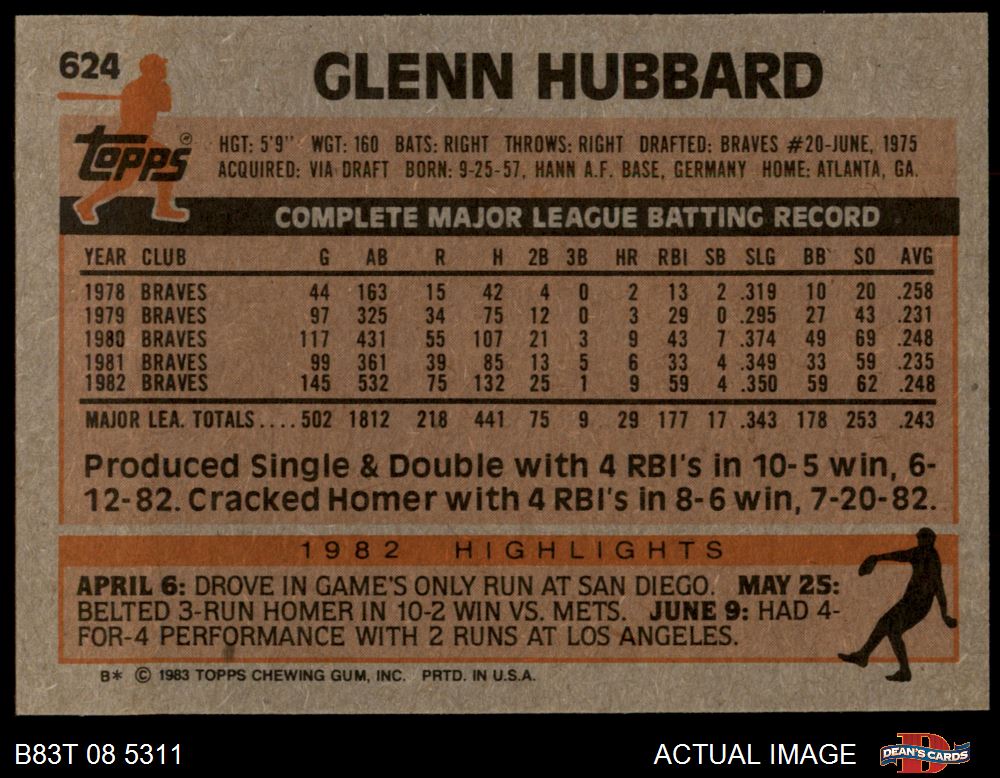 624
GLENN HUBBARD
Topps®
HGT: 5'9" WGT: 160 BATS: RIGHT THROWS: RIGHT DRAFTED: BRAVES #20-JUNE, 1975
ACQUIRED: VIA DRAFT BORN: 9-25-57, HANN A.F. BASE, GERMANY HOME: ATLANTA, GA.
COMPLETE MAJOR LEAGUE BATTING RECORD
YEAR CLUB G AB R H 2B 3B HR RBI SB SLG BB SO AVG
1978 BRAVES 44 163 15 42 4 0 2 13 2 .319 10 20 .258
1979 BRAVES 97 325 34 75 12 0 3 29 0 .295 27 43 .231
1980 BRAVES 117 431 55 107 21 3 9 43 7 .374 49 69 .248
1981 BRAVES 99 361 39 85 13 5 6 33 4 .349 33 59 .235
1982 BRAVES 145 532 75 132 25 1 9 59 4 .350 59 62 .248
MAJOR LEA. TOTALS.... 502 1812 218 441 75 9 29 177 17 .343 178 253 .243
Produced Single & Double with 4 RBI's in 10-5 win, 6-
12-82. Cracked Homer with 4 RBI's in 8-6 win, 7-20-82.
1982 HIGHLIGHTS
APRIL 6: DROVE IN GAME'S ONLY RUN AT SAN DIEGO. MAY 25:
BELTED 3-RUN HOMER IN 10-2 WIN VS. METS. JUNE 9: HAD 4-
FOR-4 PERFORMANCE WITH 2 RUNS AT LOS ANGELES.
B* © 1983 TOPPS CHEWING GUM, INC. PRTD. IN U.S.A.
B83T 08 5311
ACTUAL IMAGE
DEAN'S CARDS